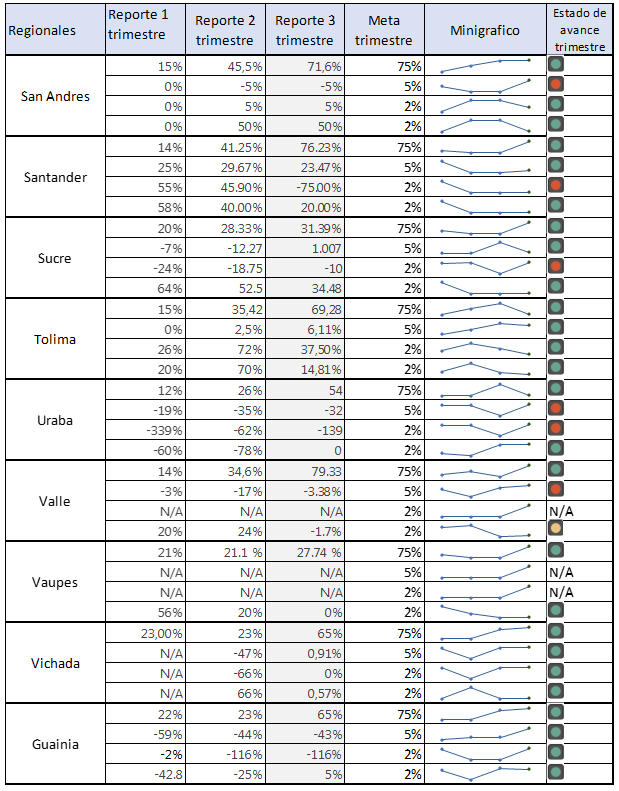 Regionales Reporte 1 trimestre Reporte 2 trimestre Reporte 3 trimestre Meta trimestre Minigrafico Estado de avance trimestre
San Andres
15% 45,5% 71,6% 75%
0% -5% -5% 5%
0% 5% 5% 2%
0% 50% 50% 2%
Santander
14% 41.25% 76.23% 75%
25% 29.67% 23.47% 5%
55% 45.90% -75.00% 2%
58% 40.00% 20.00% 2%
Sucre
20% 28.33% 31.39% 75%
-7% -12.27 1.007 5%
-24% -18.75 -10 2%
64% 52.5 34.48 2%
Tolima
15% 35,42 69,28 75%
0% 2,5% 6,11% 5%
26% 72% 37,50% 2%
20% 70% 14,81% 2%
Uraba
12% 26% 54 75%
-19% -35% -32 5%
-339% -62% -139 2%
-60% -78% 0 2%
Valle
14% 34,6% 79.33 75%
-3% -17% -3.38% 5%
N/A N/A N/A 2% N/A
20% 24% -1.7% 2%
Vaupes
21% 21.1 % 27.74 % 75%
N/A N/A N/A 5% N/A
N/A N/A N/A 2% N/A
56% 20% 0% 2%
Vichada
23,00% 23% 65% 75%
N/A -47% 0,91% 5%
N/A -66% 0% 2%
N/A 66% 0,57% 2%
Guainia
22% 23% 65% 75%
-59% -44% -43% 5%
-2% -116% -116% 2%
-42.8 -25% 5% 2%